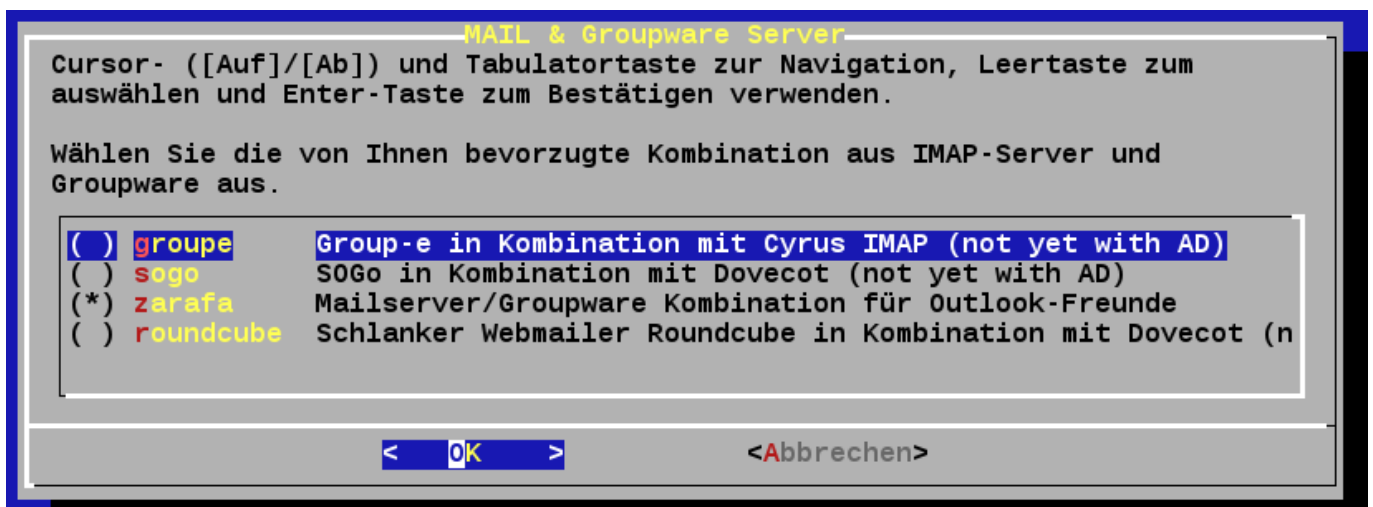 MAIL & Groupware Server
Cursor- ([Auf]/[Ab]) und Tabulatortaste zur Navigation, Leertaste zum
auswählen und Enter-Taste zum Bestätigen verwenden.
Wählen Sie die von Ihnen bevorzugte Kombination aus IMAP-Server und
Groupware aus.
( ) groupe Group-e in Kombination mit Cyrus IMAP (not yet with AD)
( ) sogo SOGo in Kombination mit Dovecot (not yet with AD)
(*) zarafa Mailserver/Groupware Kombination für Outlook-Freunde
( ) roundcube Schlanker Webmailer Roundcube in Kombination mit Dovecot (n
< OK > <Abbrechen>